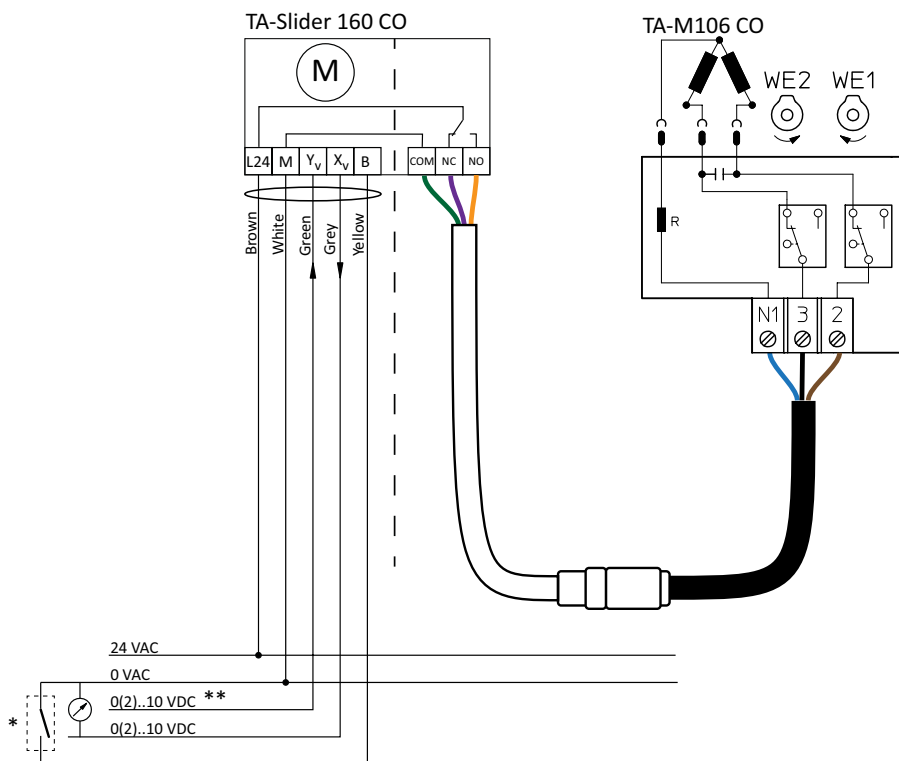 TA-Slider 160 CO
TA-M106 CO
M
WE2 WE1
L24 M Yv Xv B
COM NC NO
R
Brown
White
Green
Grey
Yellow
N1 3 2
24 VAC
0 VAC
0(2)..10 VDC **
*
0(2)..10 VDC